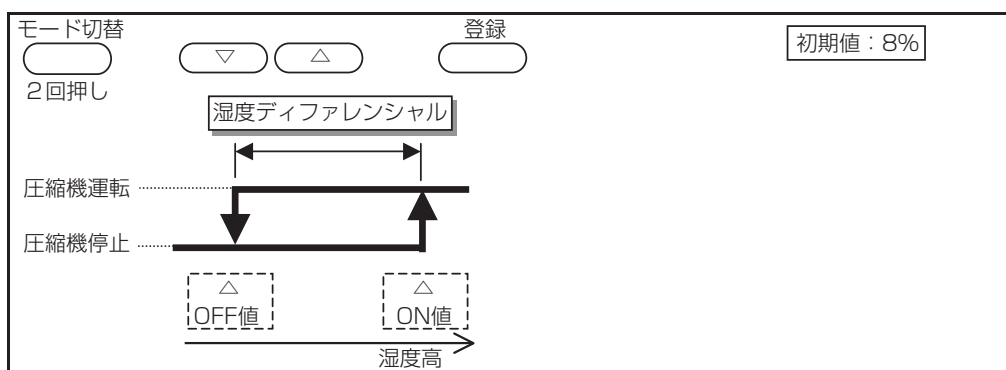 モード切替
登録
初期値：8%
▽
△
2回押し
湿度ディファレンシャル
圧縮機運転
圧縮機停止
△
△
OFF値
ON値
湿度高